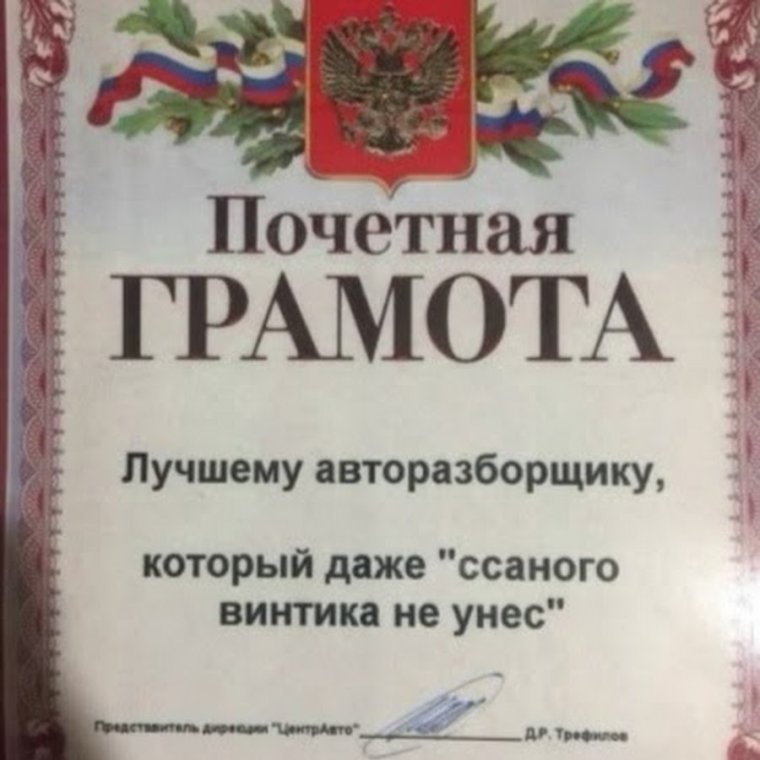 Почетная
ГРАМОТА
Лучшему авторазборщику,
который даже "ссаного
винтика не унес"
Представитель дирекции "ЦентрАвто" Д.Р. Трефилов